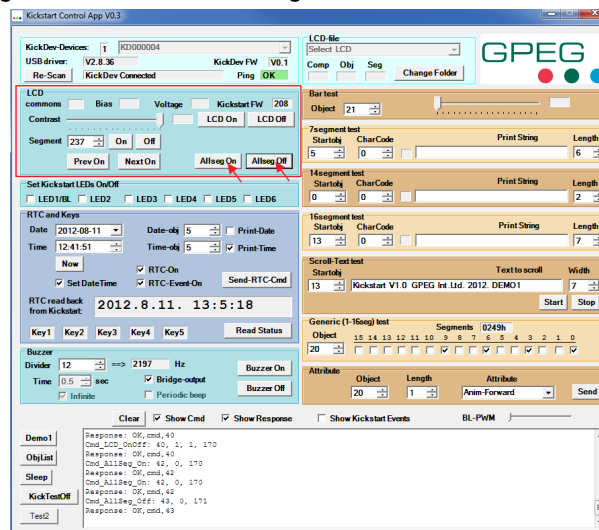 Kickstart Control App V0.3
KickDev-Devices: 1 KD000004
USB driver: V2.8.36 KickDev FW V0.1
Re-Scan KickDev Connected Ping OK
LCD-file
Select LCD
Comp Obj Seg
Change Folder
GPEG
LCD
commons Bias Voltage Kickstart FW 208
Contrast LCD On LCD Off
Segment 237 On Off
Prev On Next On Allseg On Allseg Off
Bar test
Object 21
7segment test
Startobj CharCode Print String Length
5 0 6
14segment test
Startobj CharCode Print String Length
0 0 2
Set Kickstart LEDs On/Off
LED1/BL LED2 LED3 LED4 LED5 LED6
16segment test
Startobj CharCode Print String Length
13 0 7
RTC and Keys
Date 2012-08-11 Date-obj 5 Print-Date
Time 12:41:51 Time-obj 5 Print-Time
Now RTC-On
Set DateTime RTC-Event-On Send-RTC-Cmd
RTC read back
from Kickstart: 2012.8.11. 13:5:18
Key1 Key2 Key3 Key4 Key5 Read Status
Scroll-Text test
Startobj Text to scroll Width
13 Kickstart V1.0 GPEG Int.Ltd. 2012. DEMO1 7
Start Stop
Generic (1-16seg) test
Object Segments 0249h
15 14 13 12 11 10 9 8 7 6 5 4 3 2 1 0
20
Buzzer
Divider 12 ==> 2197 Hz Buzzer On
Time 0.5 sec Bridge-output Buzzer Off
Infinite Periodic beep
Attribute
Object Length Attribute
20 1 Anim-Forward Send
Clear Show Cmd Show Response Show Kickstart Events BL-PWM
Demo1
ObjList
Sleep
KickTestOff
Test2
Response: OK,cmd,40
Cmd_LCD_OnOff: 40, 1, 1, 170
Response: OK,cmd,40
Cmd_AllSeg_On: 42, 0, 170
Response: OK,cmd,42
Cmd_AllSeg_On: 42, 0, 170
Response: OK,cmd,42
Cmd_AllSeg_Off: 43, 0, 171
Response: OK,cmd,43